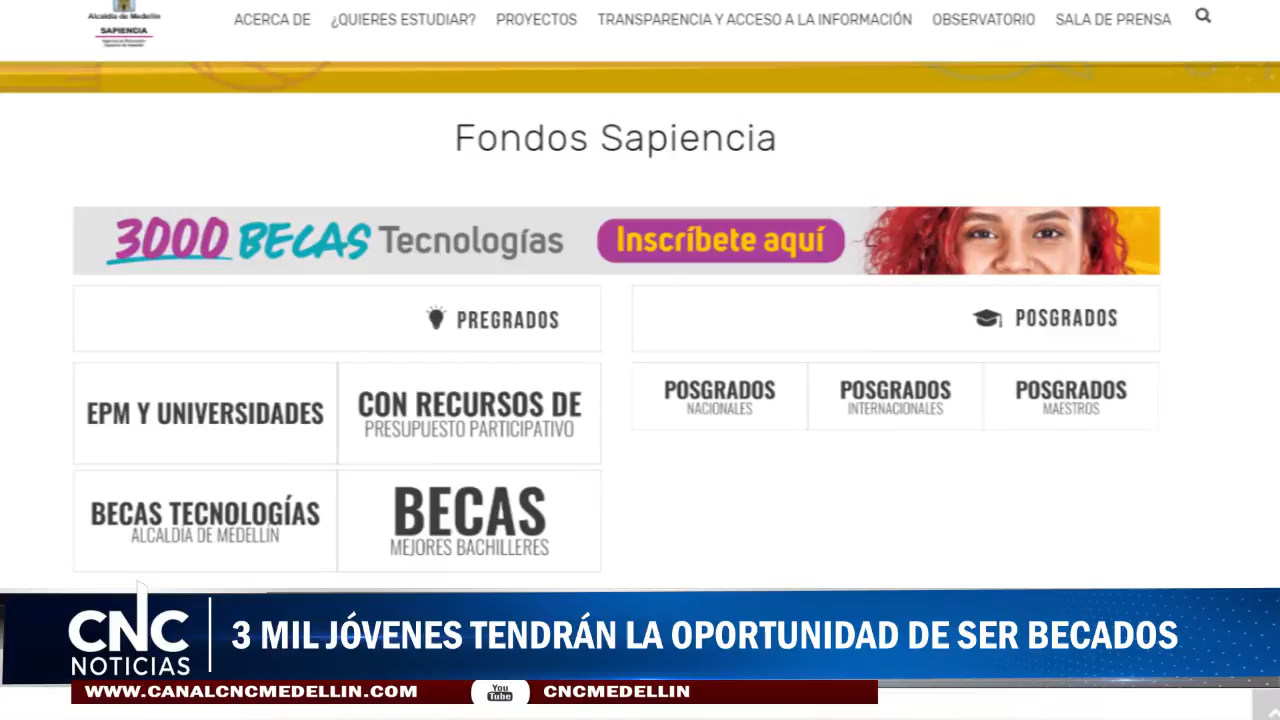 Alcaldía de Medellín
SAPIENCIA
ACERCA DE ¿QUIERES ESTUDIAR? PROYECTOS TRANSPARENCIA Y ACCESO A LA INFORMACIÓN OBSERVATORIO SALA DE PRENSA
Fondos Sapiencia
3000 BECAS Tecnologías Inscríbete aquí
PREGRADOS
POSGRADOS
EPM Y UNIVERSIDADES
CON RECURSOS DE
PRESUPUESTO PARTICIPATIVO
POSGRADOS
NACIONALES
POSGRADOS
INTERNACIONALES
POSGRADOS
MAESTROS
BECAS TECNOLOGÍAS
ALCALDÍA DE MEDELLÍN
BECAS
MEJORES BACHILLERES
CNC
NOTICIAS
3 MIL JÓVENES TENDRÁN LA OPORTUNIDAD DE SER BECADOS
WWW.CANALCNCMEDELLIN.COM
You
Tube
CNCMEDELLIN